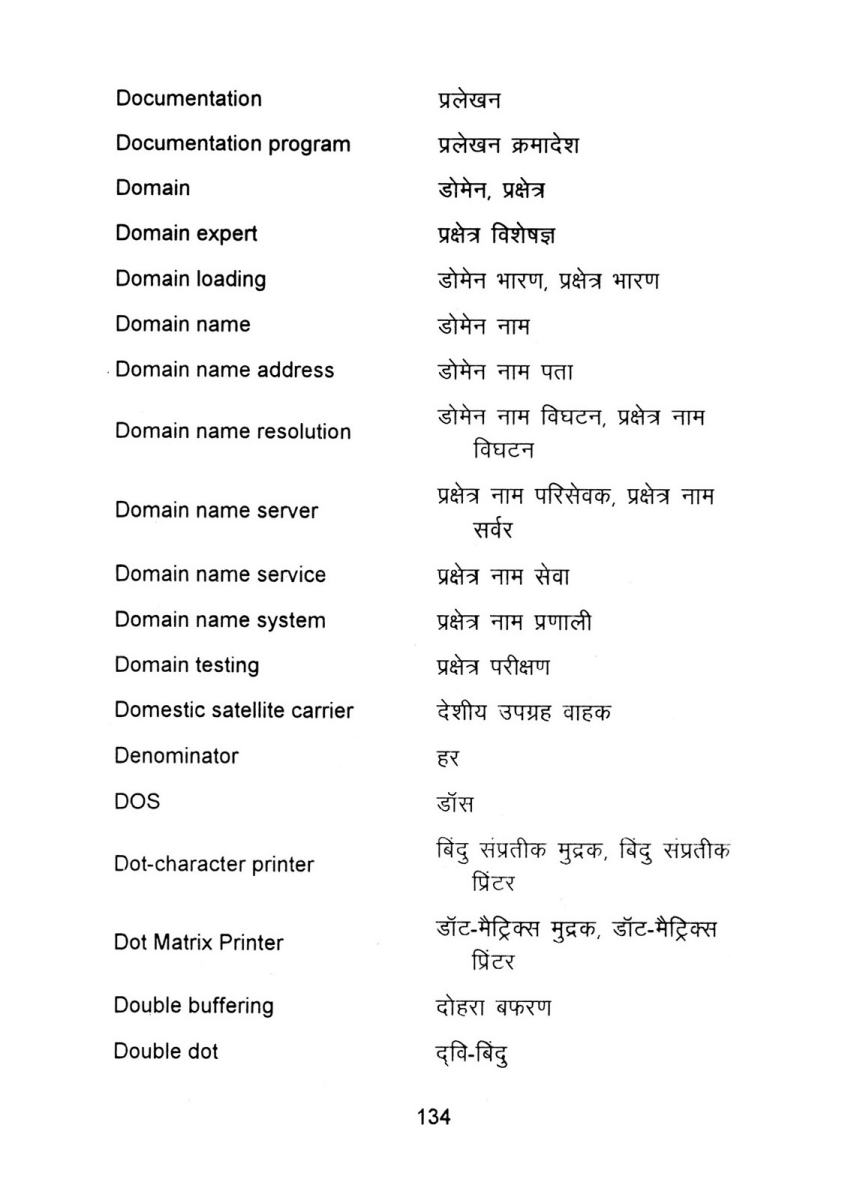 Documentation प्रलेखन
Documentation program प्रलेखन क्रमादेश
Domain डोमेन, प्रक्षेत्र
Domain expert प्रक्षेत्र विशेषज्ञ
Domain loading डोमेन भारण, प्रक्षेत्र भारण
Domain name डोमेन नाम
Domain name address डोमेन नाम पता
Domain name resolution डोमेन नाम विघटन, प्रक्षेत्र नाम
विघटन
Domain name server प्रक्षेत्र नाम परिसेवक, प्रक्षेत्र नाम
सर्वर
Domain name service प्रक्षेत्र नाम सेवा
Domain name system प्रक्षेत्र नाम प्रणाली
Domain testing प्रक्षेत्र परीक्षण
Domestic satellite carrier देशीय उपग्रह वाहक
Denominator हर
DOS डॉस
Dot-character printer बिंदु संप्रतीक मुद्रक, बिंदु संप्रतीक
प्रिंटर
Dot Matrix Printer डॉट-मैट्रिक्स मुद्रक, डॉट-मैट्रिक्स
प्रिंटर
Double buffering दोहरा बफरण
Double dot द्‌वि-बिंदु
134